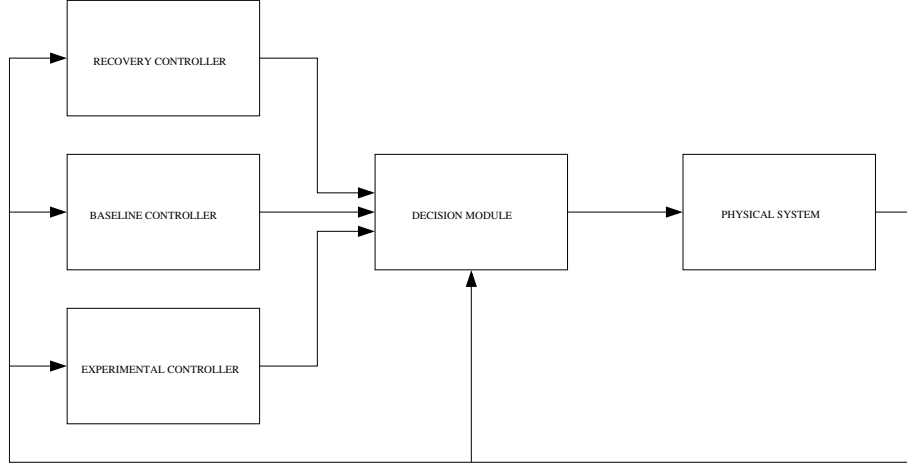 RECOVERY CONTROLLER
BASELINE CONTROLLER
DECISION MODULE
PHYSICAL SYSTEM
EXPERIMENTAL CONTROLLER